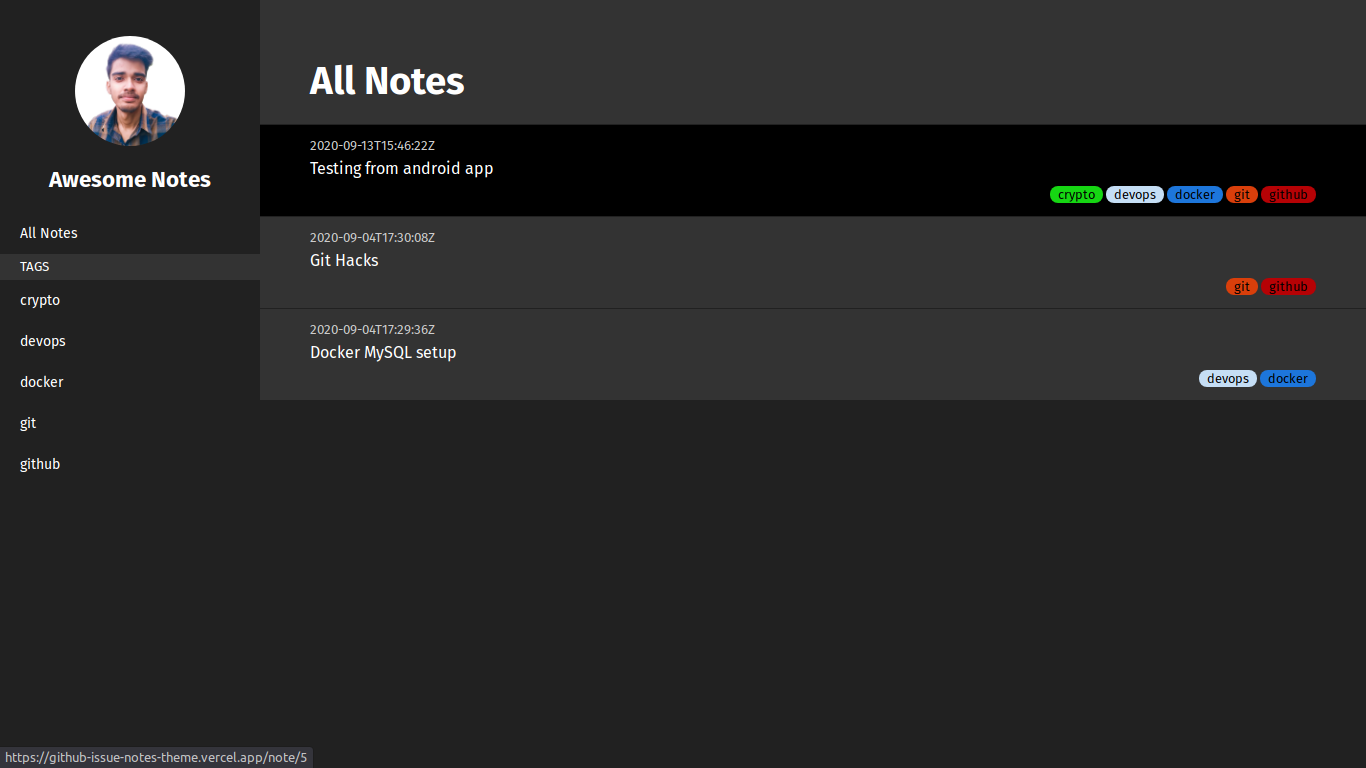 Awesome Notes
All Notes
TAGS
crypto
devops
docker
git
github
All Notes
2020-09-13T15:46:22Z
Testing from android app
crypto devops docker git github
2020-09-04T17:30:08Z
Git Hacks
git github
2020-09-04T17:29:36Z
Docker MySQL setup
devops docker
https://github-issue-notes-theme.vercel.app/note/5